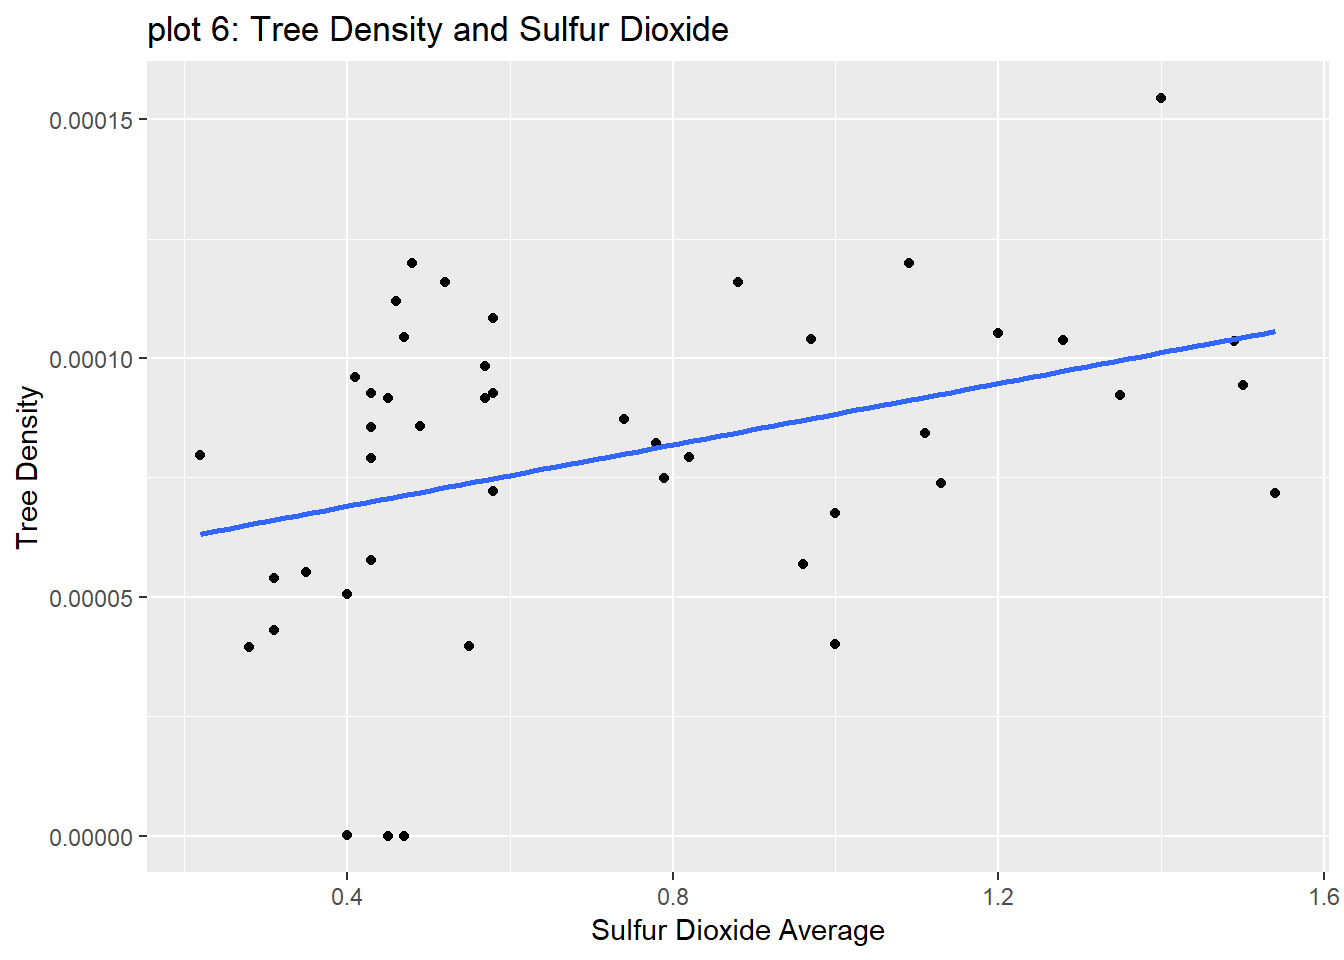 plot 6: Tree Density and Sulfur Dioxide
0.00015
0.00010
0.00005
0.00000
Tree Density
0.4 0.8 1.2 1.6
Sulfur Dioxide Average